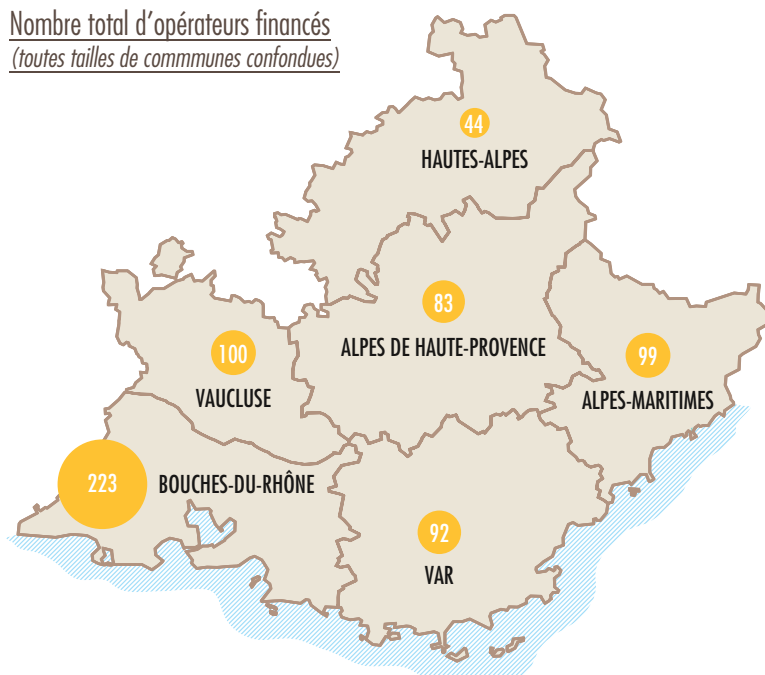 Nombre total d'opérateurs financés
(toutes tailles de commmunes confondues)
44
HAUTES-ALPES
83
ALPES DE HAUTE-PROVENCE
100
VAUCLUSE
99
ALPES-MARITIMES
223
BOUCHES-DU-RHÔNE
92
VAR